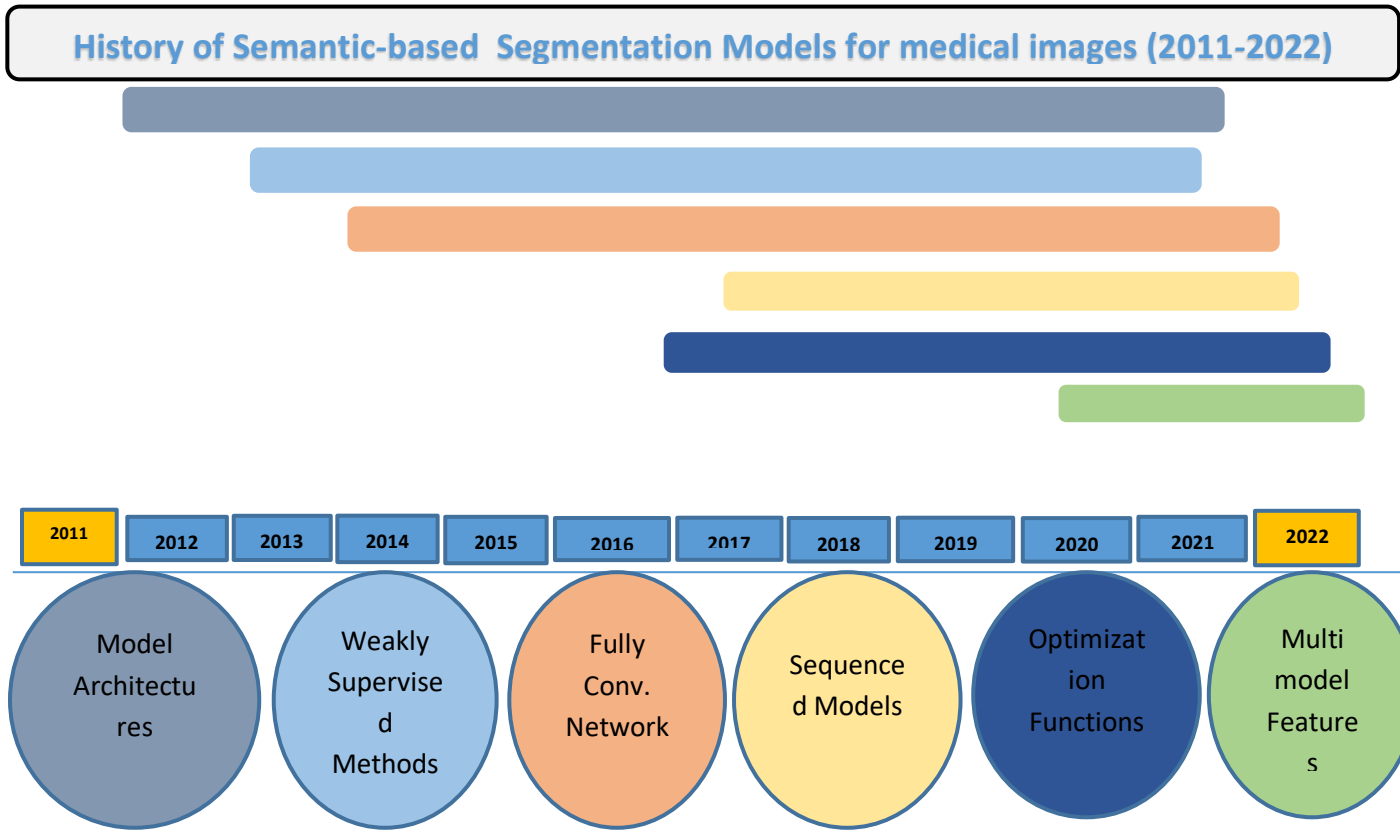 History of Semantic-based  Segmentation Models for medical images (2011-2022)
2011
2012
2013
2014
2015
2016
2017
2018
2019
2020
2021
2022
Model
Architectu
res
Weakly
Supervise
d
Methods
Fully
Conv.
Network
Sequence
d Models
Optimizat
ion
Functions
Multi
model
Feature
s